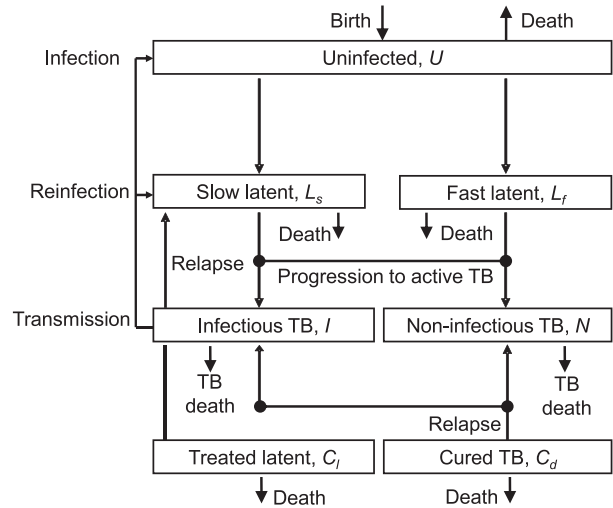 Birth
Death
Infection
Uninfected, U
Reinfection
Slow latent, Ls
Fast latent, Lf
Death
Death
Relapse
Progression to active TB
Transmission
Infectious TB, I
Non-infectious TB, N
TB
death
TB
death
Relapse
Treated latent, Cl
Cured TB, Cd
Death
Death